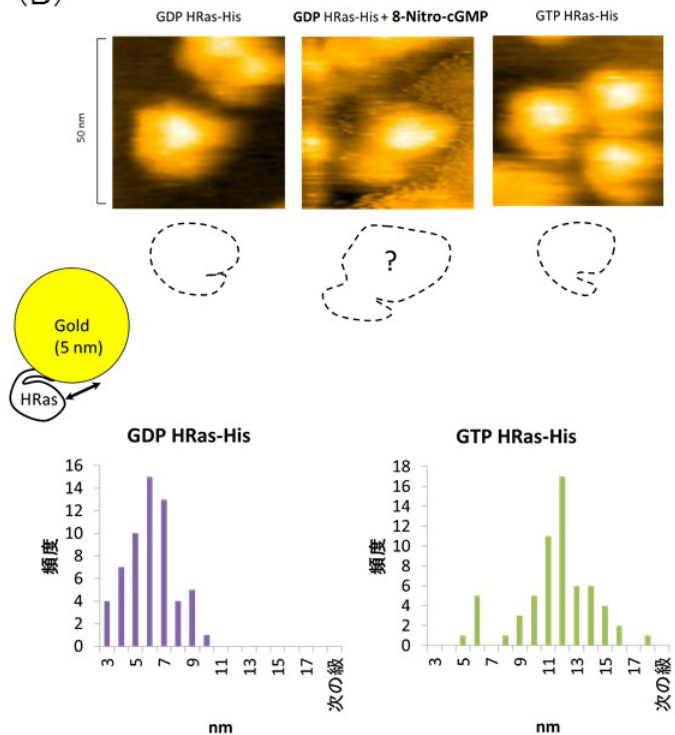 (B)
GDP HRas-His
GDP HRas-His + 8-Nitro-cGMP
GTP HRas-His
50 nm
?
Gold
(5 nm)
HRas
GDP HRas-His
16
14
12
10
8
6
4
2
0
頻度
3
5
7
9
11
13
15
17
次の級
nm
GTP HRas-His
18
16
14
12
10
8
6
4
2
0
頻度
3
5
7
9
11
13
15
17
次の級
nm